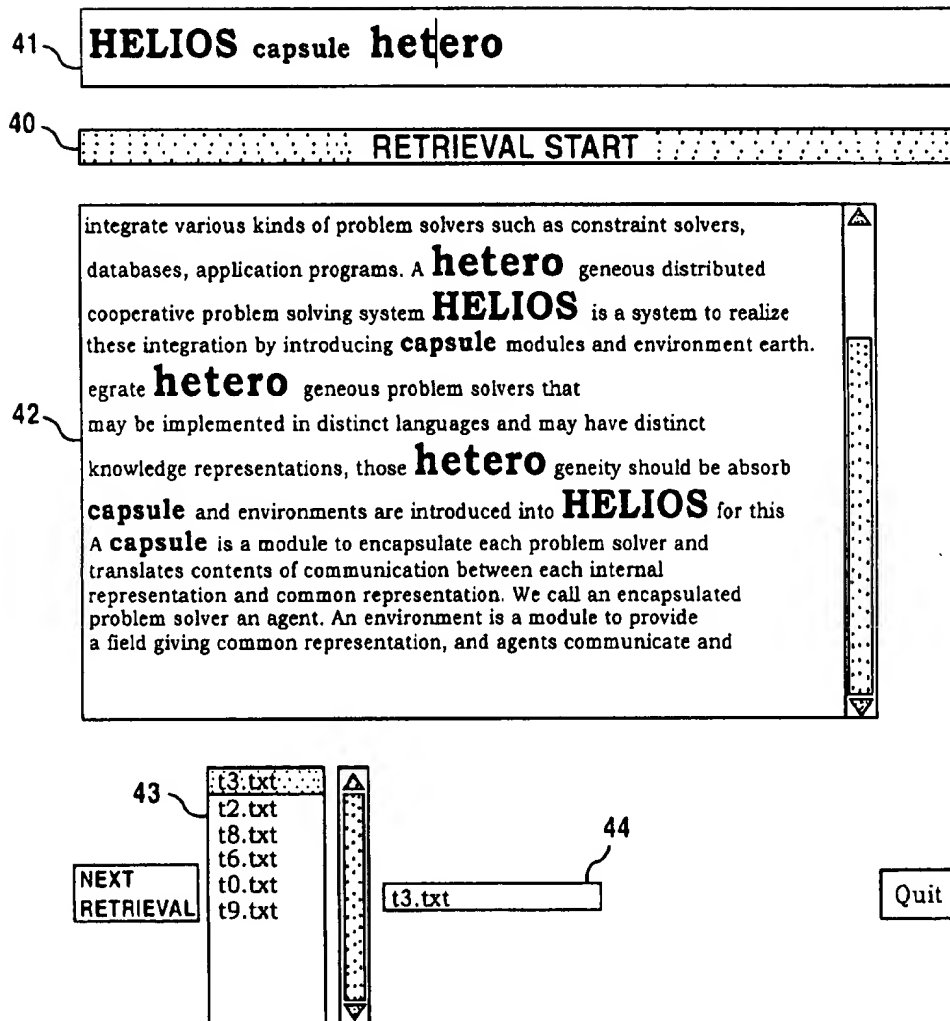 41
HELIOS capsule hetero
40
RETRIEVAL START
integrate various kinds of problem solvers such as constraint solvers,
databases, application programs. A hetero geneous distributed
cooperative problem solving system HELIOS is a system to realize
these integration by introducing capsule modules and environment earth.
egrate hetero geneous problem solvers that
42
may be implemented in distinct languages and may have distinct
knowledge representations, those hetero geneity should be absorb
capsule and environments are introduced into HELIOS for this
A capsule is a module to encapsulate each problem solver and
translates contents of communication between each internal
representation and common representation. We call an encapsulated
problem solver an agent. An environment is a module to provide
a field giving common representation, and agents communicate and
43
t3.txt
t2.txt
t8.txt
t6.txt
t0.txt
t9.txt
NEXT
RETRIEVAL
44
t3.txt
Quit